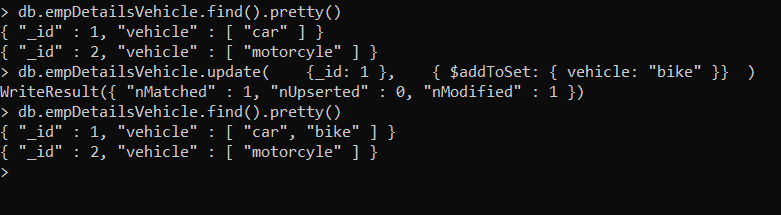 > db.empDetailsVehicle.find().pretty()
{ "_id" : 1, "vehicle" : [ "car" ] }
{ "_id" : 2, "vehicle" : [ "motorcyle" ] }
> db.empDetailsVehicle.update(    {_id: 1 },    { $addToSet: { vehicle: "bike" }}  )
WriteResult({ "nMatched" : 1, "nUpserted" : 0, "nModified" : 1 })
> db.empDetailsVehicle.find().pretty()
{ "_id" : 1, "vehicle" : [ "car", "bike" ] }
{ "_id" : 2, "vehicle" : [ "motorcyle" ] }
>